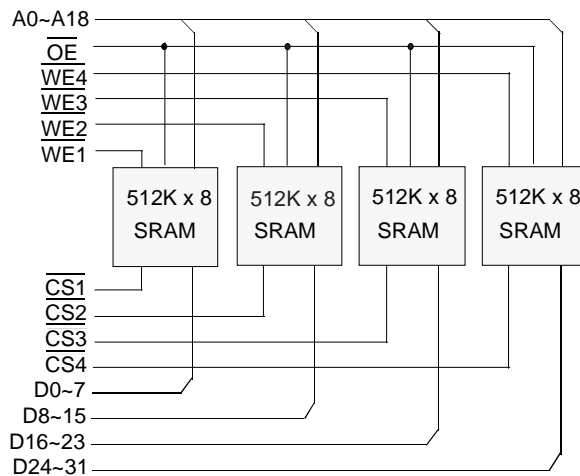 A0~A18
OE
WE4
WE3
WE2
WE1
512K x 8
SRAM
512K x 8
SRAM
512K x 8
SRAM
512K x 8
SRAM
CS1
CS2
CS3
CS4
D0~7
D8~15
D16~23
D24~31